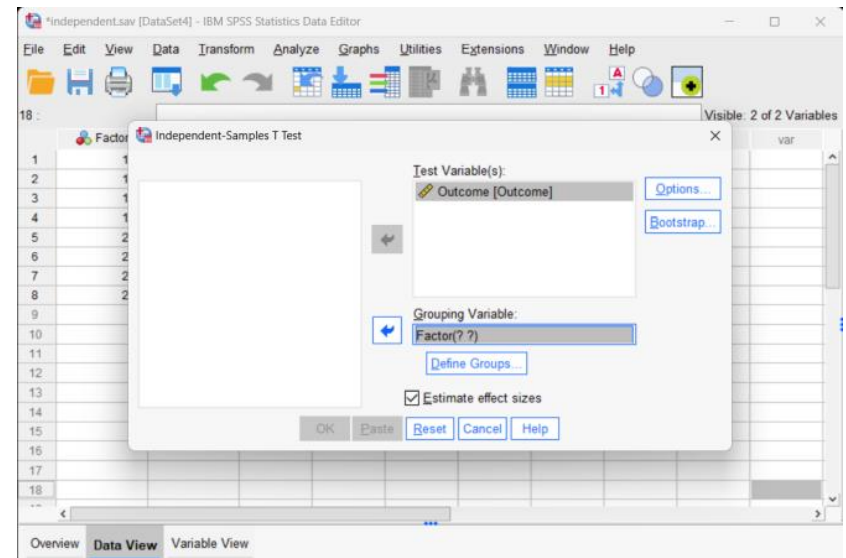 *independent.sav [DataSet4] - IBM SPSS Statistics Data Editor
File Edit View Data Transform Analyze Graphs Utilities Extensions Window Help
18 :
Visible: 2 of 2 Variables
Factor
var
Independent-Samples T Test
Test Variable(s):
Outcome [Outcome]
Options...
Bootstrap...
Grouping Variable:
Factor(? ?)
Define Groups...
Estimate effect sizes
OK Paste Reset Cancel Help
1 1
2 1
3 1
4 1
5 2
6 2
7 2
8 2
9
10
11
12
13
14
15
16
17
18
Overview Data View Variable View